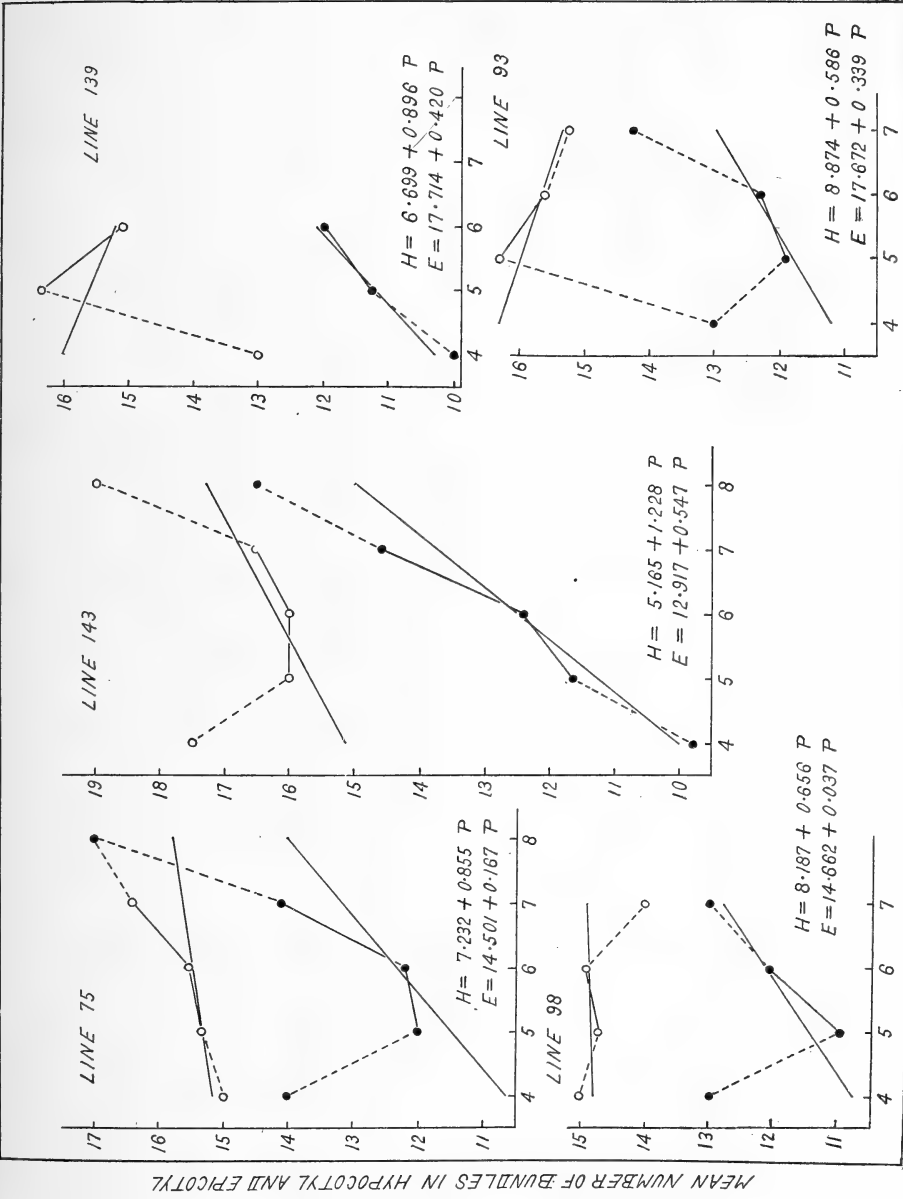 MEAN NUMBER OF BUNDLES IN HYPOCOTYL AND EPICOTYL
LINE 75
17
16
15
14
13
12
11
H = 7·232 + 0·855 P
E = 14·501 + 0·167 P
4 5 6 7 8
LINE 143
19
18
17
16
15
14
13
12
11
10
H = 5·165 + 1·228 P
E = 12·917 + 0·547 P
4 5 6 7 8
LINE 139
16
15
14
13
12
11
10
H = 6·699 + 0·896 P
E = 17·714 + 0·420 P
4 5 6 7
LINE 98
15
14
13
12
11
H = 8·187 + 0·656 P
E = 14·662 + 0·037 P
4 5 6 7
LINE 93
16
15
14
13
12
11
H = 8·874 + 0·586 P
E = 17·672 + 0·339 P
4 5 6 7